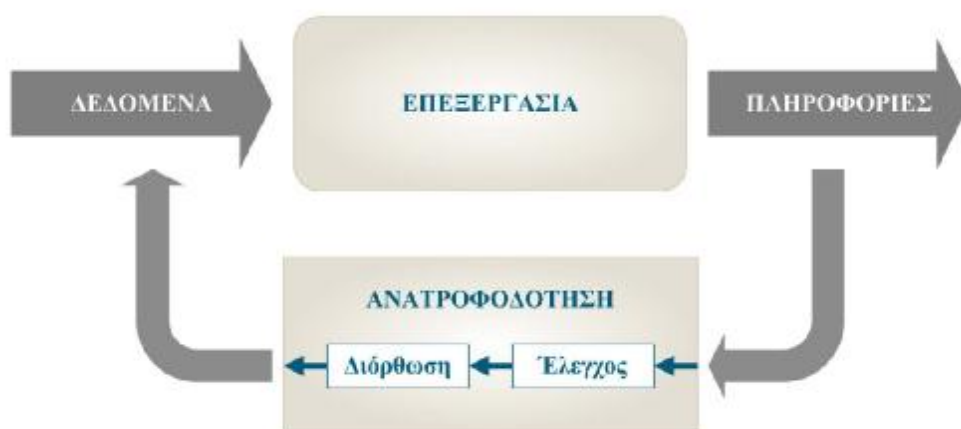 ΔΕΔΟΜΕΝΑ
ΕΠΕΞΕΡΓΑΣΙΑ
ΠΛΗΡΟΦΟΡΙΕΣ
ΑΝΑΤΡΟΦΟΔΟΤΗΣΗ
Διόρθωση
Έλεγχος